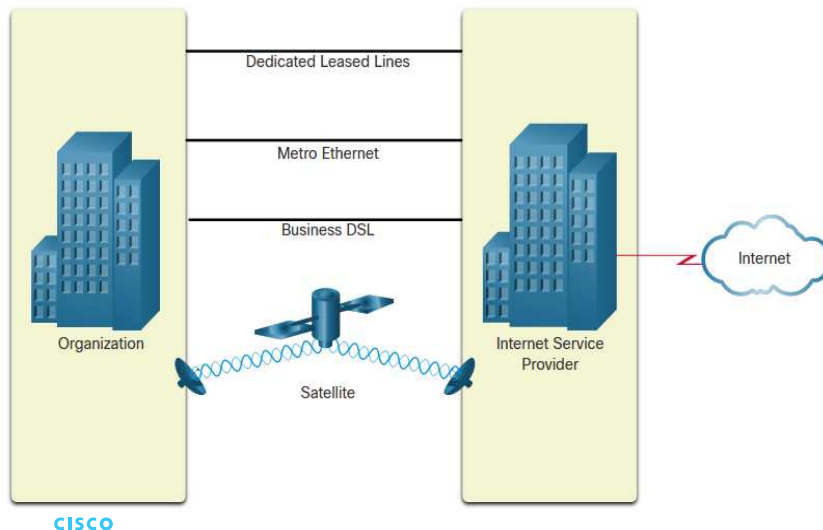 Dedicated Leased Lines
Metro Ethernet
Business DSL
Organization
Satellite
Internet Service
Provider
Internet
CISCO